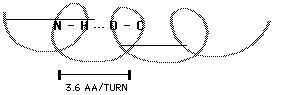 N - H ... O - C
3.6 AA/TURN